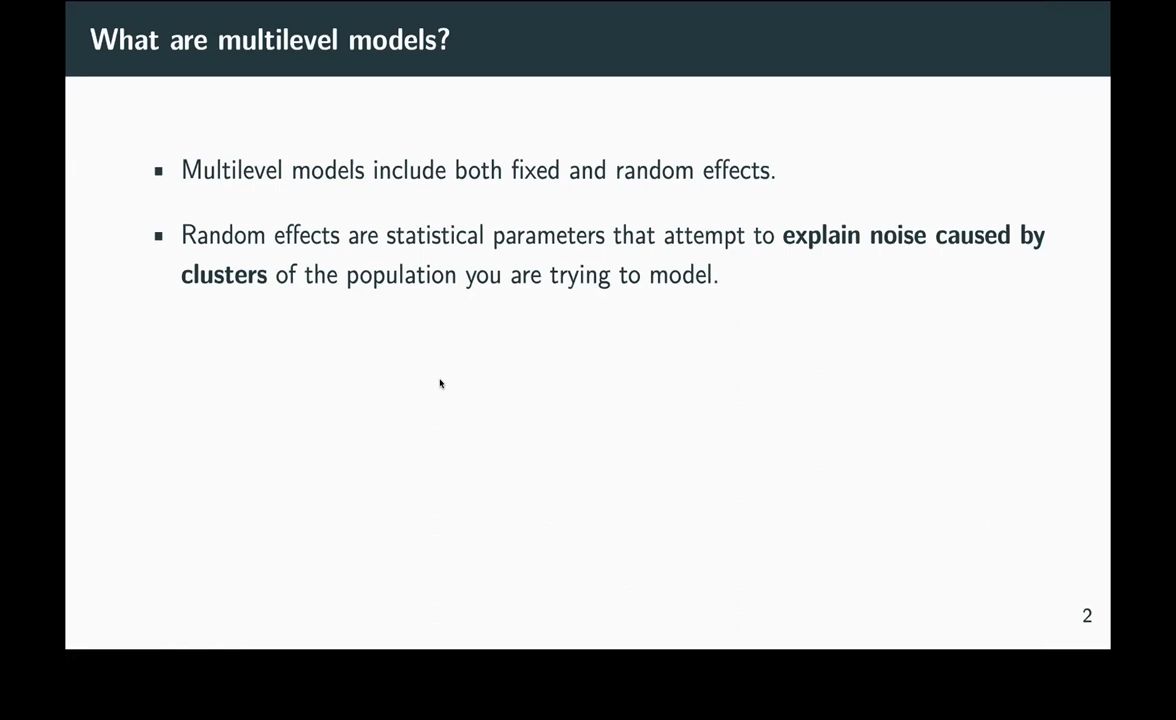 What are multilevel models?
▪ Multilevel models include both fixed and random effects.
▪ Random effects are statistical parameters that attempt to explain noise caused by
clusters of the population you are trying to model.
2